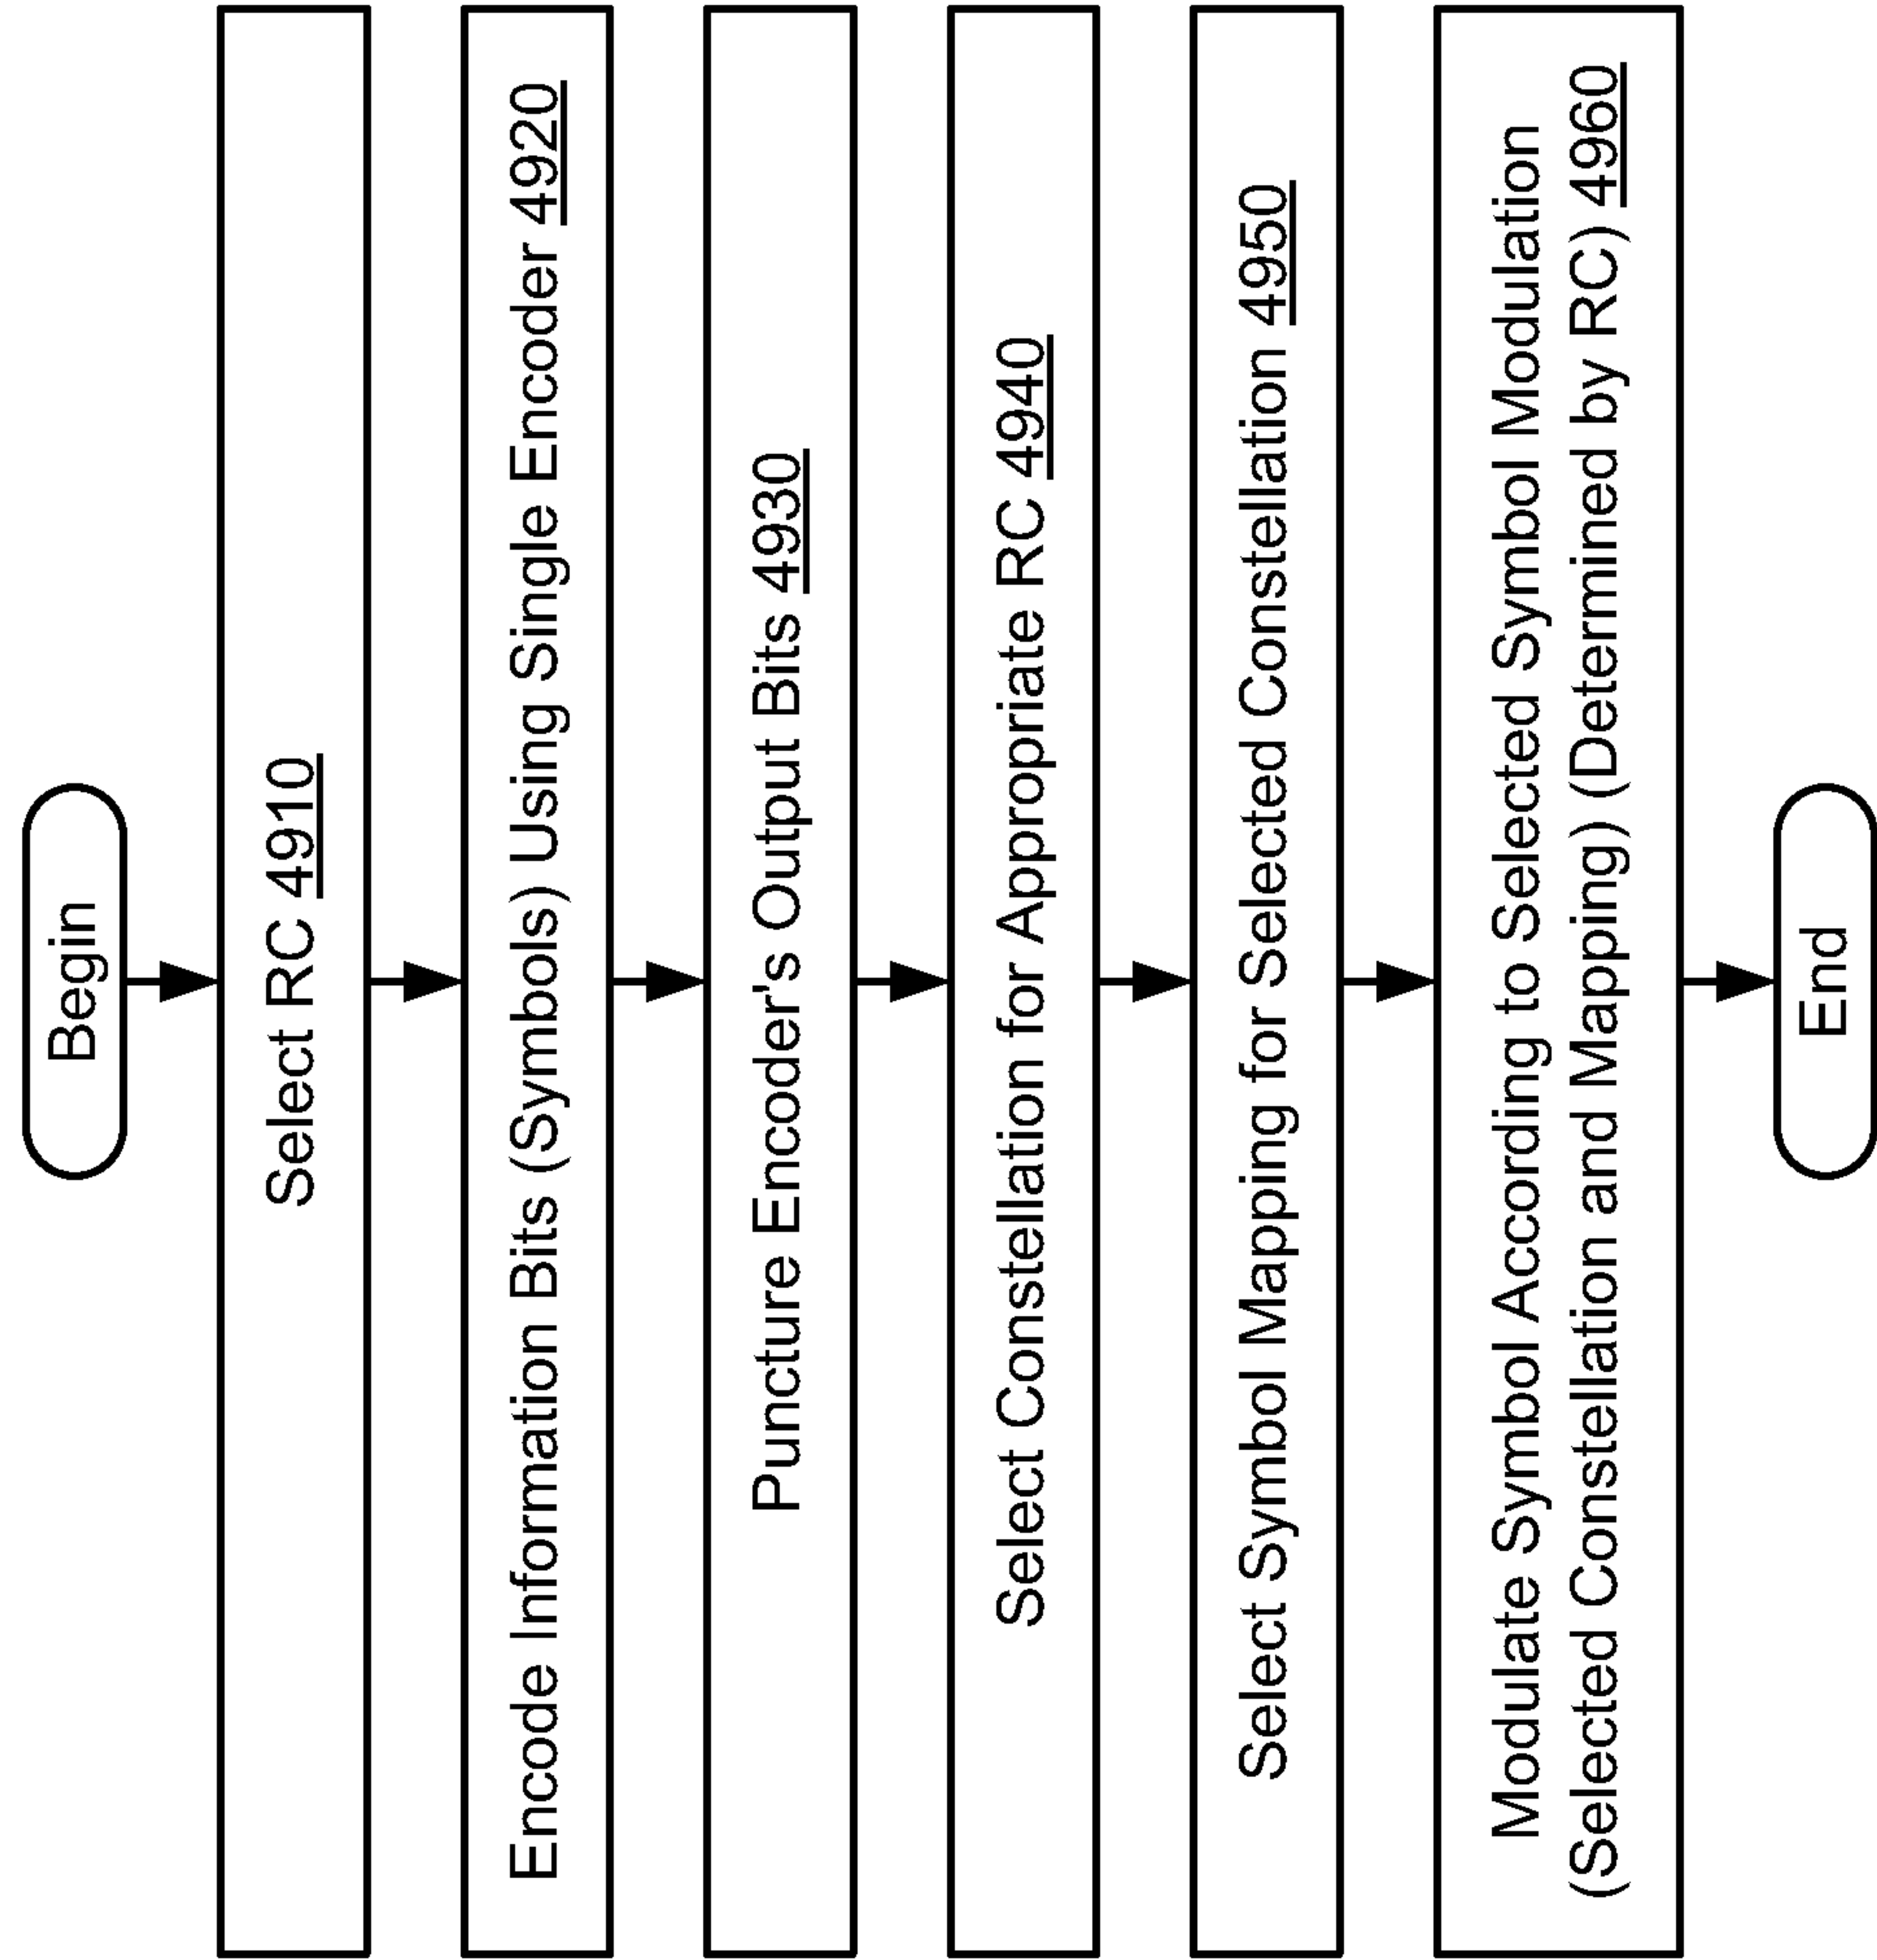 Begin
Select RC 4910
Encode Information Bits (Symbols) Using Single Encoder 4920
Puncture Encoder's Output Bits 4930
Select Constellation for Appropriate RC 4940
Select Symbol Mapping for Selected Constellation 4950
Modulate Symbol According to Selected Symbol Modulation
(Selected Constellation and Mapping) (Determined by RC) 4960
End